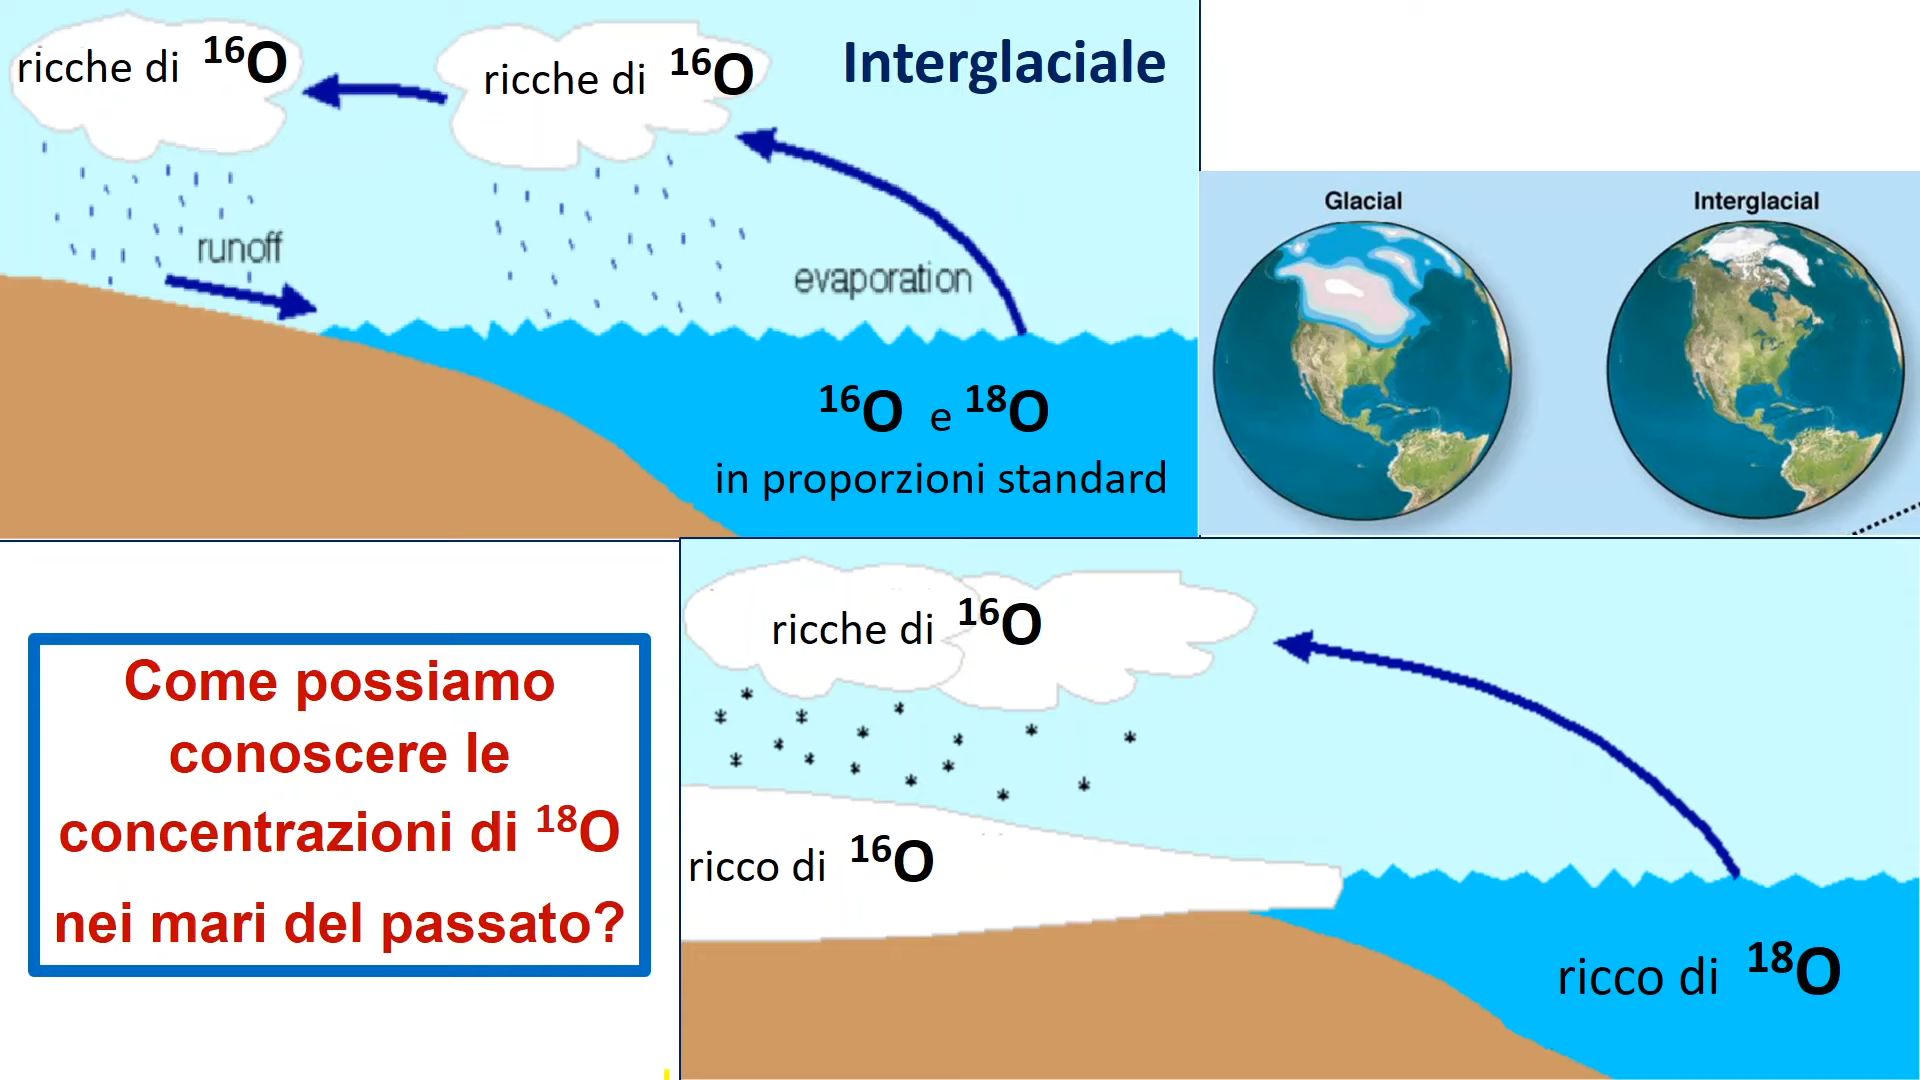 ricche di ¹⁶O
ricche di ¹⁶O
Interglaciale
runoff
evaporation
¹⁶O e ¹⁸O
in proporzioni standard
Glacial
Interglacial
Come possiamo
conoscere le
concentrazioni di ¹⁸O
nei mari del passato?
ricche di ¹⁶O
ricco di ¹⁶O
ricco di ¹⁸O